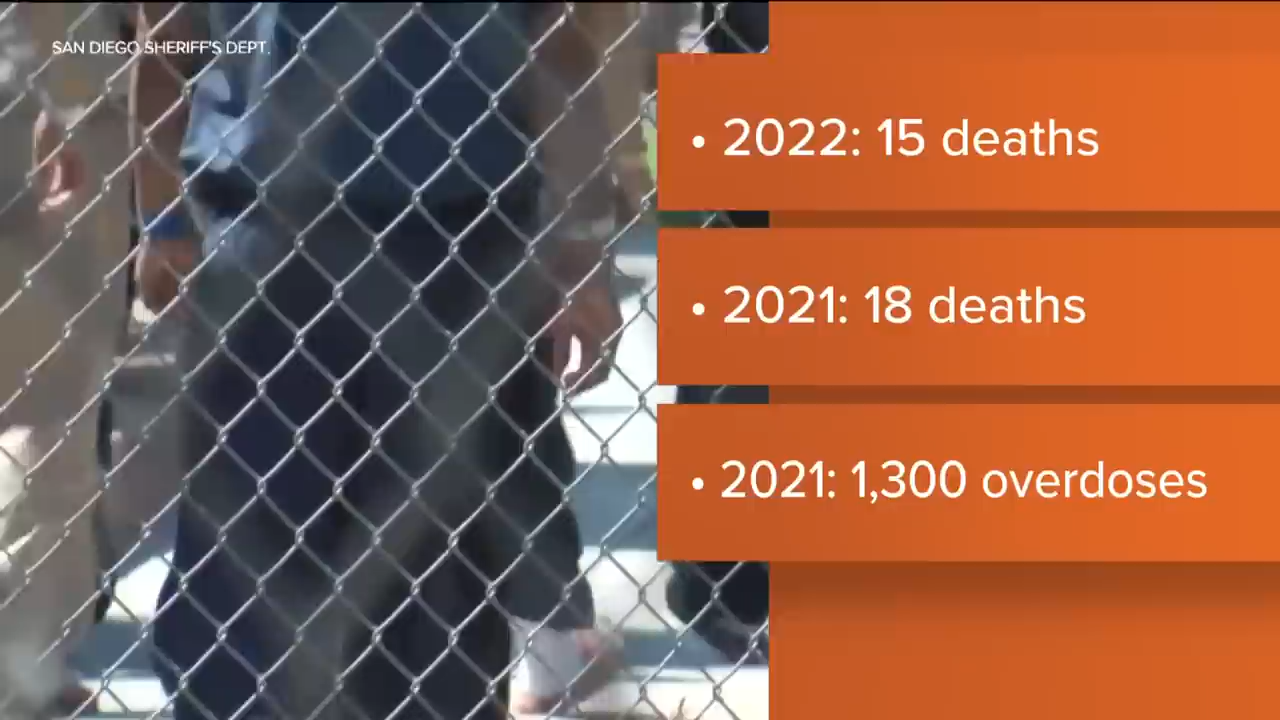 SAN DIEGO SHERIFF'S DEPT.
• 2022: 15 deaths
• 2021: 18 deaths
• 2021: 1,300 overdoses